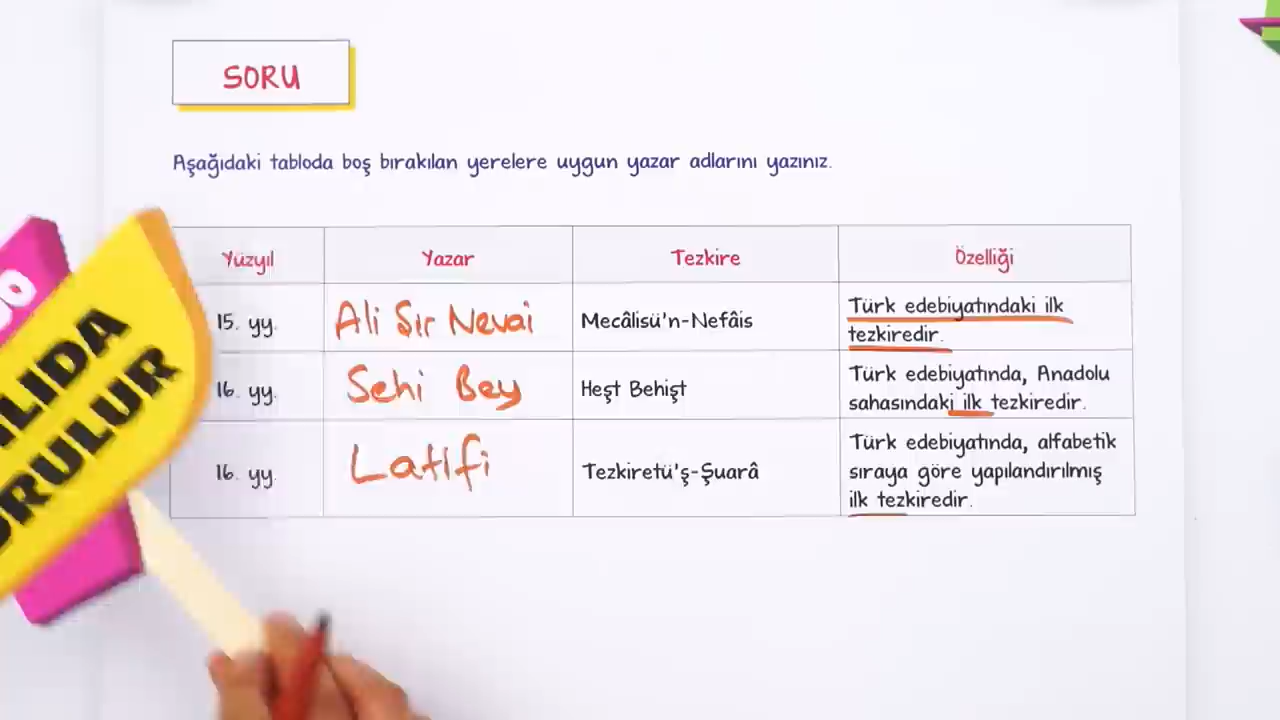 SORU
Aşağıdaki tabloda boş bırakılan yerelere uygun yazar adlarını yazınız.
Yüzyıl Yazar Tezkire Özelliği
15. yy. Ali Şir Nevai Mecâlisü'n-Nefâis Türk edebiyatındaki ilk
tezkiredir.
16. yy. Sehi Bey Heşt Behişt Türk edebiyatında, Anadolu
sahasındaki ilk tezkiredir.
16. yy. Latifi Tezkiretü'ş-Şuarâ Türk edebiyatında, alfabetik
sıraya göre yapılandırılmış
ilk tezkiredir.